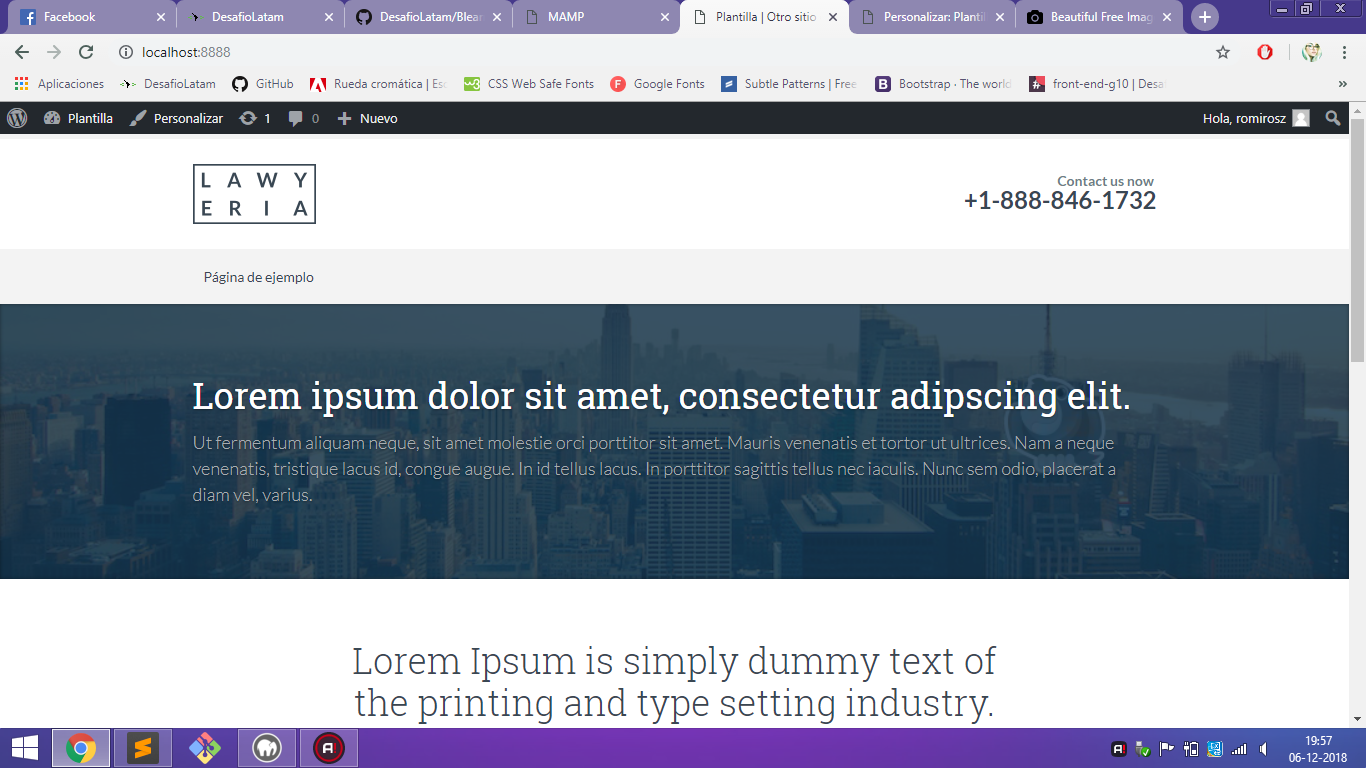 Facebook
DesafioLatam
DesafioLatam/Blear
MAMP
Plantilla | Otro sitio
Personalizar: Plantil
Beautiful Free Imag
localhost:8888
Aplicaciones
DesafioLatam
GitHub
Rueda cromática | Esc
CSS Web Safe Fonts
Google Fonts
Subtle Patterns | Free
Bootstrap · The world
front-end-g10 | Desa
Plantilla
Personalizar
1
0
Nuevo
Hola, romirosz
LAWY
ERIA
Contact us now
+1-888-846-1732
Página de ejemplo
Lorem ipsum dolor sit amet, consectetur adipscing elit.
Ut fermentum aliquam neque, sit amet molestie orci porttitor sit amet. Mauris venenatis et tortor ut ultrices. Nam a neque
venenatis, tristique lacus id, congue augue. In id tellus lacus. In porttitor sagittis tellus nec iaculis. Nunc sem odio, placerat a
diam vel, varius.
Lorem Ipsum is simply dummy text of
the printing and type setting industry.
19:57
06-12-2018